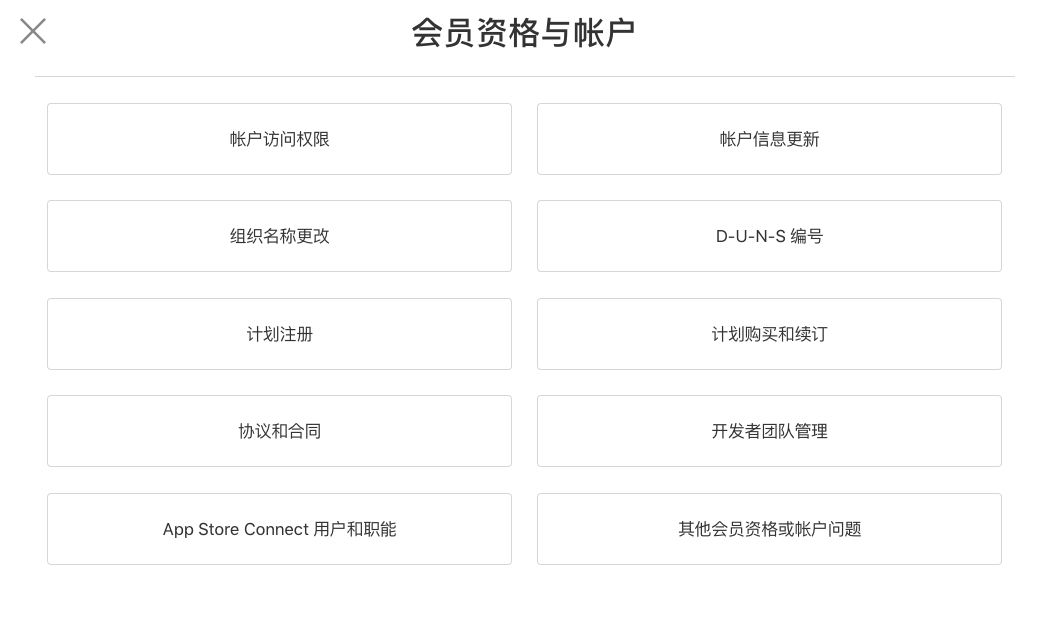 会员资格与帐户
帐户访问权限
帐户信息更新
组织名称更改
D-U-N-S 编号
计划注册
计划购买和续订
协议和合同
开发者团队管理
App Store Connect 用户和职能
其他会员资格或帐户问题